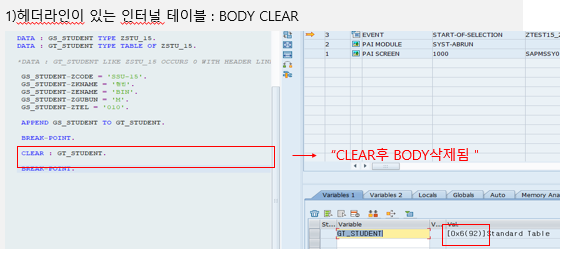 1)헤더라인이 있는 인터널 테이블 : BODY CLEAR
DATA : GS_STUDENT TYPE ZSTU_15.
DATA : GT_STUDENT TYPE TABLE OF ZSTU_15.
*DATA : GT_STUDENT LIKE ZSTU_15 OCCURS 0 WITH HEADER LIN
GS_STUDENT-ZCODE = 'SSU-15'.
GS_STUDENT-ZKNAME =
GS_STUDENT-ZENAME = 'BIN'.
GS_STUDENT-ZGUBUN = 'M'.
GS_STUDENT-ZTEL = '010'.
APPEND GS_STUDENT TO GT_STUDENT.
BREAK-POINT.
CLEAR : GT_STUDENT.
BREAK-POINT.
3 EVENT START-OF-SELECTION ZTEST15_2
2 PAI MODULE SYST-ABRUN
1 PAI SCREEN 1000 SAPMSSY0
"CLEAR후 BODY삭제됨 "
Variables 1 Variables 2 Locals Globals Auto Memory Ana
St... Variable V... Val.
GT_STUDENT [0x6(92)]Standard Table